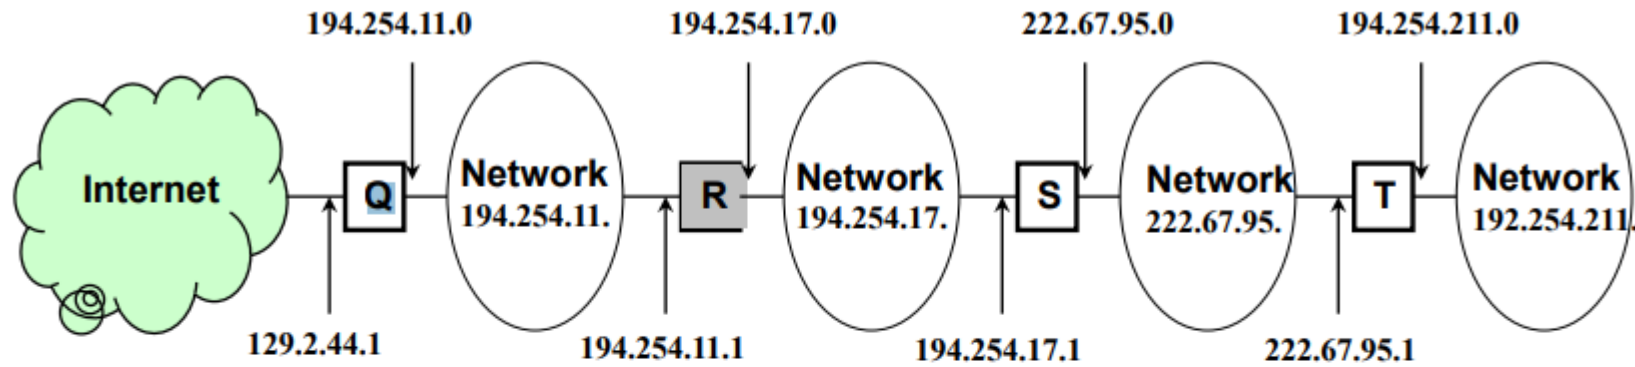 194.254.11.0
194.254.17.0
222.67.95.0
194.254.211.0
Internet
Q
Network
194.254.11.
R
Network
194.254.17.
S
Network
222.67.95.
T
Network
192.254.211.
129.2.44.1
194.254.11.1
194.254.17.1
222.67.95.1